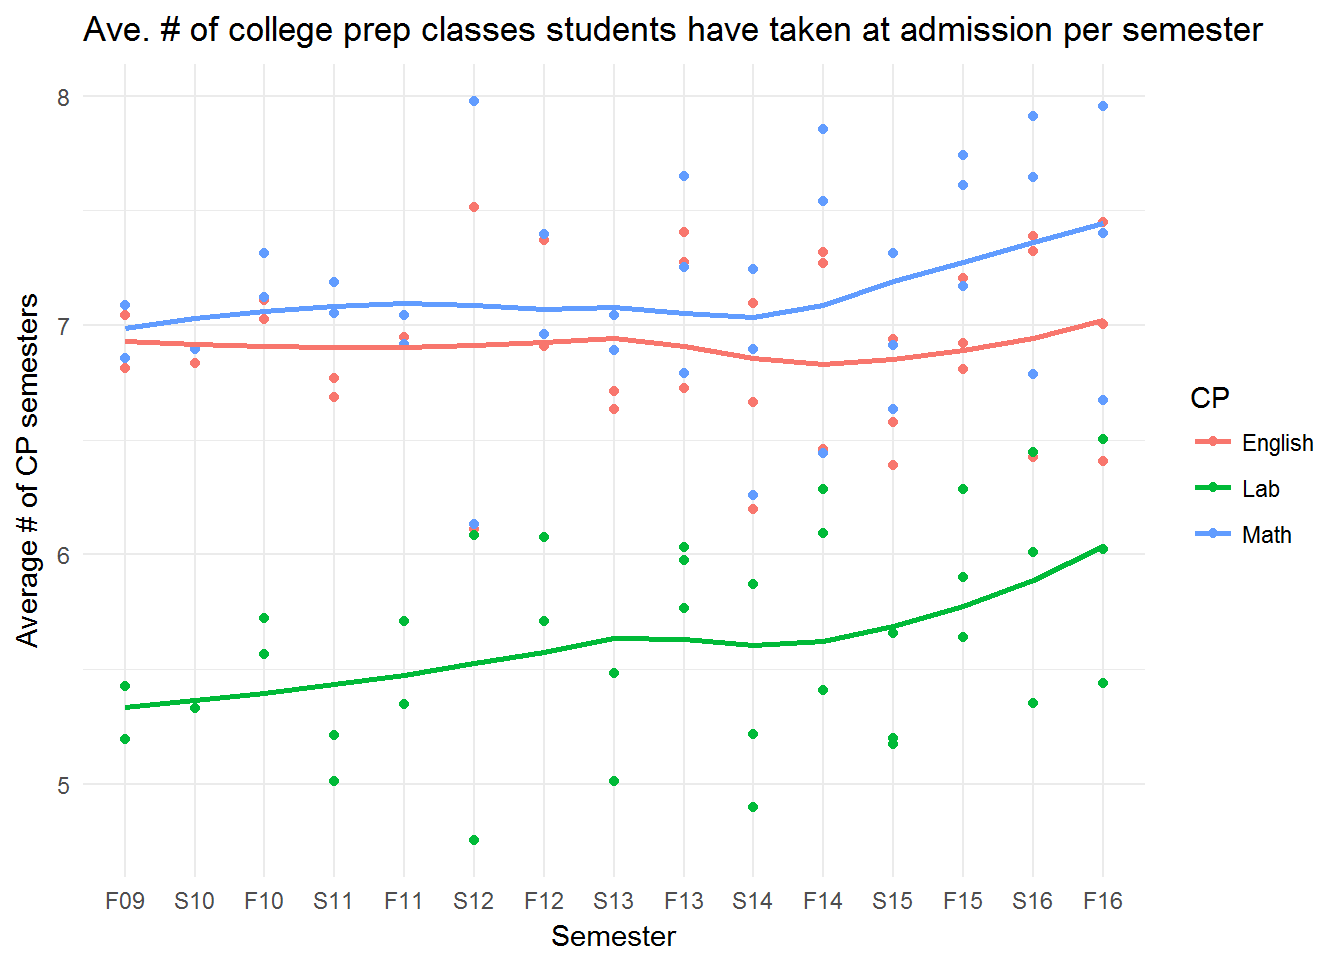 Ave. # of college prep classes students have taken at admission per semester
Average # of CP semesters
8
7
6
5
F09 S10 F10 S11 F11 S12 F12 S13 F13 S14 F14 S15 F15 S16 F16
Semester
CP
English
Lab
Math